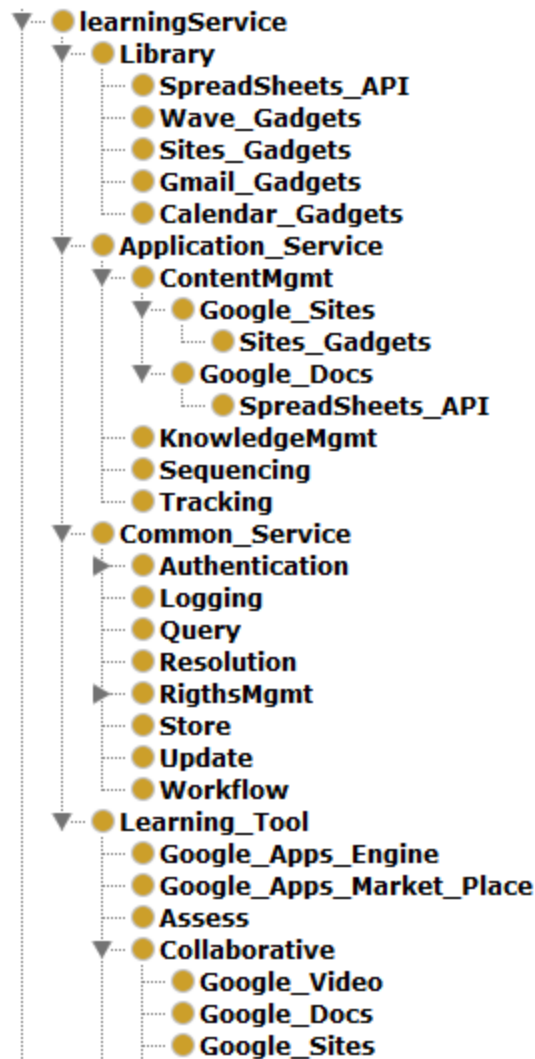 learningService
Library
SpreadSheets_API
Wave_Gadgets
Sites_Gadgets
Gmail_Gadgets
Calendar_Gadgets
Application_Service
ContentMgmt
Google_Sites
Sites_Gadgets
Google_Docs
SpreadSheets_API
KnowledgeMgmt
Sequencing
Tracking
Common_Service
Authentication
Logging
Query
Resolution
RigthsMgmt
Store
Update
Workflow
Learning_Tool
Google_Apps_Engine
Google_Apps_Market_Place
Assess
Collaborative
Google_Video
Google_Docs
Google_Sites